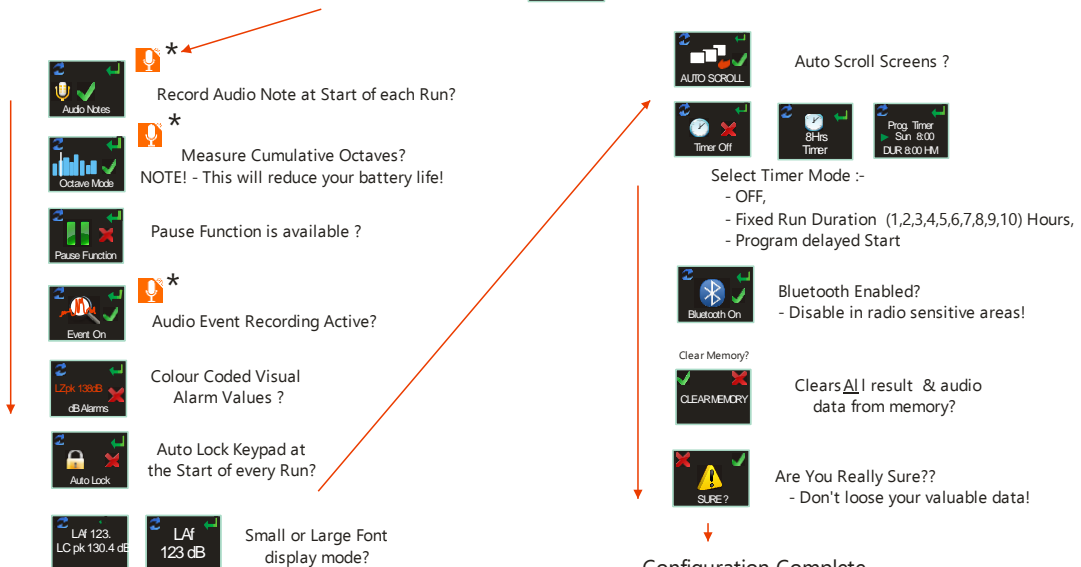 *
Audio Notes
Record Audio Note at Start of each Run?
*
Octave Mode
Measure Cumulative Octaves?
NOTE! - This will reduce your battery life!
Pause Function
Pause Function is available ?
*
Event On
Audio Event Recording Active?
LZpk 138dB
dB Alarms
Colour Coded Visual
Alarm Values ?
Auto Lock
Auto Lock Keypad at
the Start of every Run?
LAf 123.
LC pk 130.4 dB
LAf
123 dB
Small or Large Font
display mode?
AUTO SCROLL
Auto Scroll Screens ?
Timer Off
8Hrs
Timer
Prog. Timer
Sun 8:00
DUR 8:00 HM
Select Timer Mode :-
- OFF,
- Fixed Run Duration (1,2,3,4,5,6,7,8,9,10) Hours,
- Program delayed Start
Bluetooth On
Bluetooth Enabled?
- Disable in radio sensitive areas!
Clear Memory?
CLEAR MEMORY
Clears All result & audio
data from memory?
SURE ?
Are You Really Sure??
- Don't loose your valuable data!
Configuration Complete